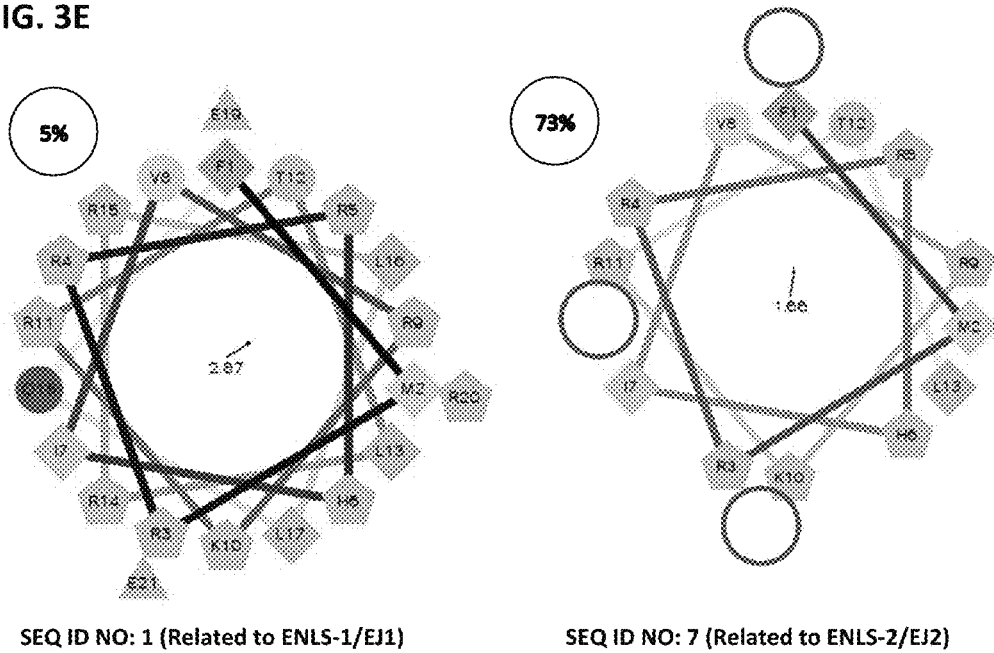 IG. 3E
5%
E19
F1
V8
T12
R15
R5
R4
L16
R11
R9
2.87
M2
R20
I7
L13
R14
H6
R3
K10
L17
E21
SEQ ID NO: 1 (Related to ENLS-1/EJ1)
73%
F1
V8
T12
R5
R4
R11
R9
1.66
M2
I7
L13
H6
R3
K10
SEQ ID NO: 7 (Related to ENLS-2/EJ2)